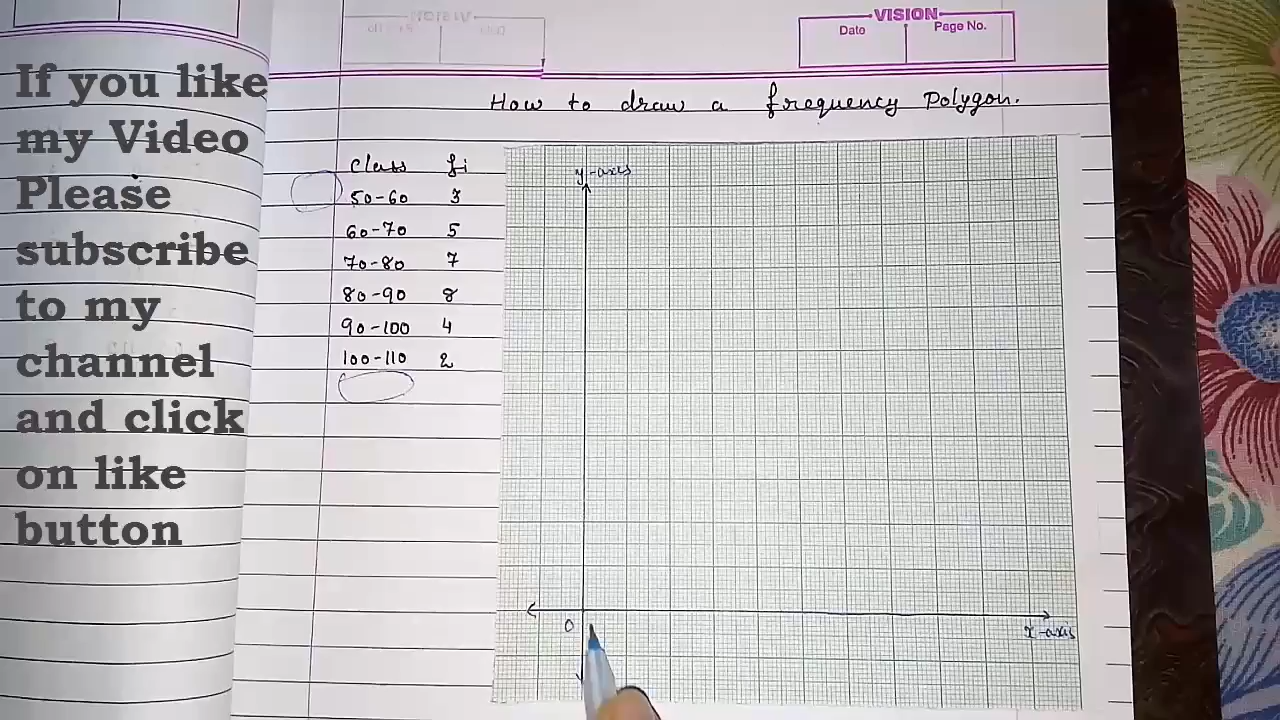 If you like
my Video
Please
subscribe
to my
channel
and click
on like
button
VISION
Date Page No.
How to draw a frequency Polygon.
Class fi
50-60 3
60-70 5
70-80 7
80-90 8
90-100 4
100-110 2
y-axis
0
x-axis